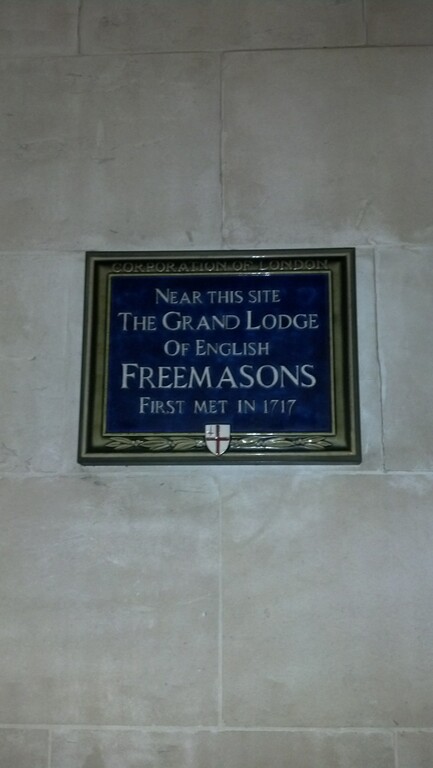 CORPORATION OF LONDON
NEAR THIS SITE
THE GRAND LODGE
OF ENGLISH
FREEMASONS
FIRST MET IN 1717